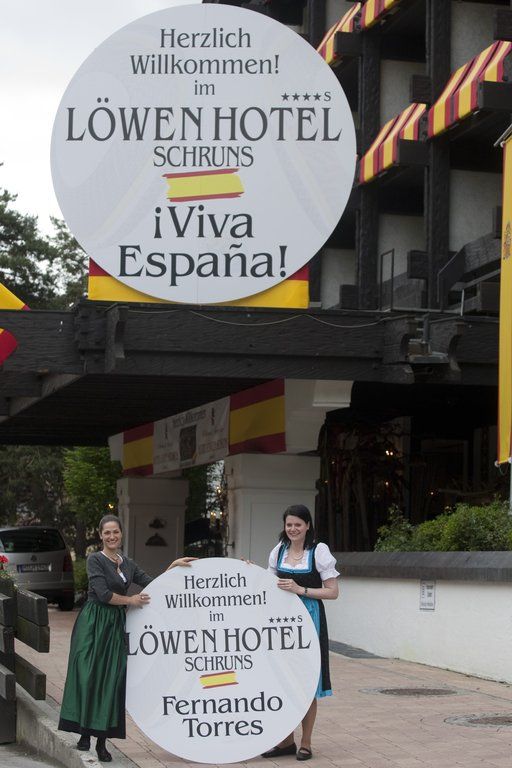 Herzlich
Willkommen!
im
****S
LÖWEN HOTEL
SCHRUNS
¡Viva
España!
Herzlich
Willkommen!
im
****S
LÖWEN HOTEL
SCHRUNS
Fernando
Torres